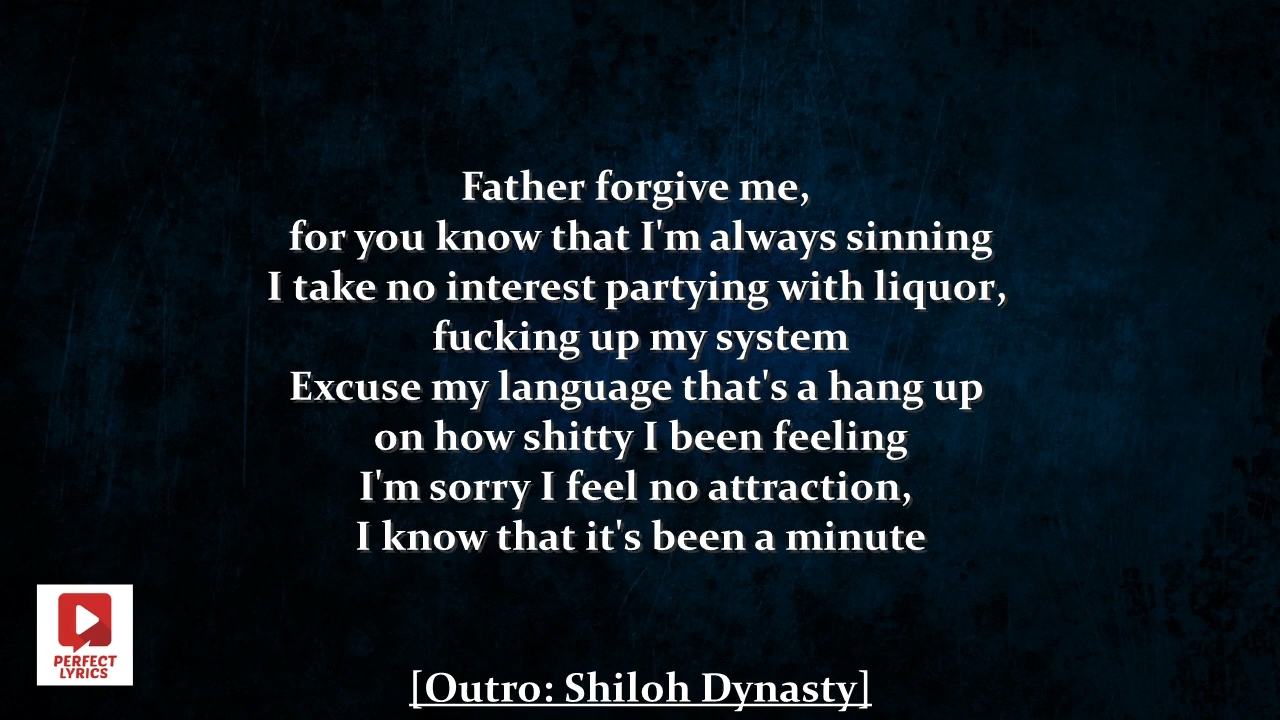 Father forgive me,
for you know that I'm always sinning
I take no interest partying with liquor,
fucking up my system
Excuse my language that's a hang up
on how shitty I been feeling
I'm sorry I feel no attraction,
I know that it's been a minute
PERFECT
LYRICS
[Outro: Shiloh Dynasty]